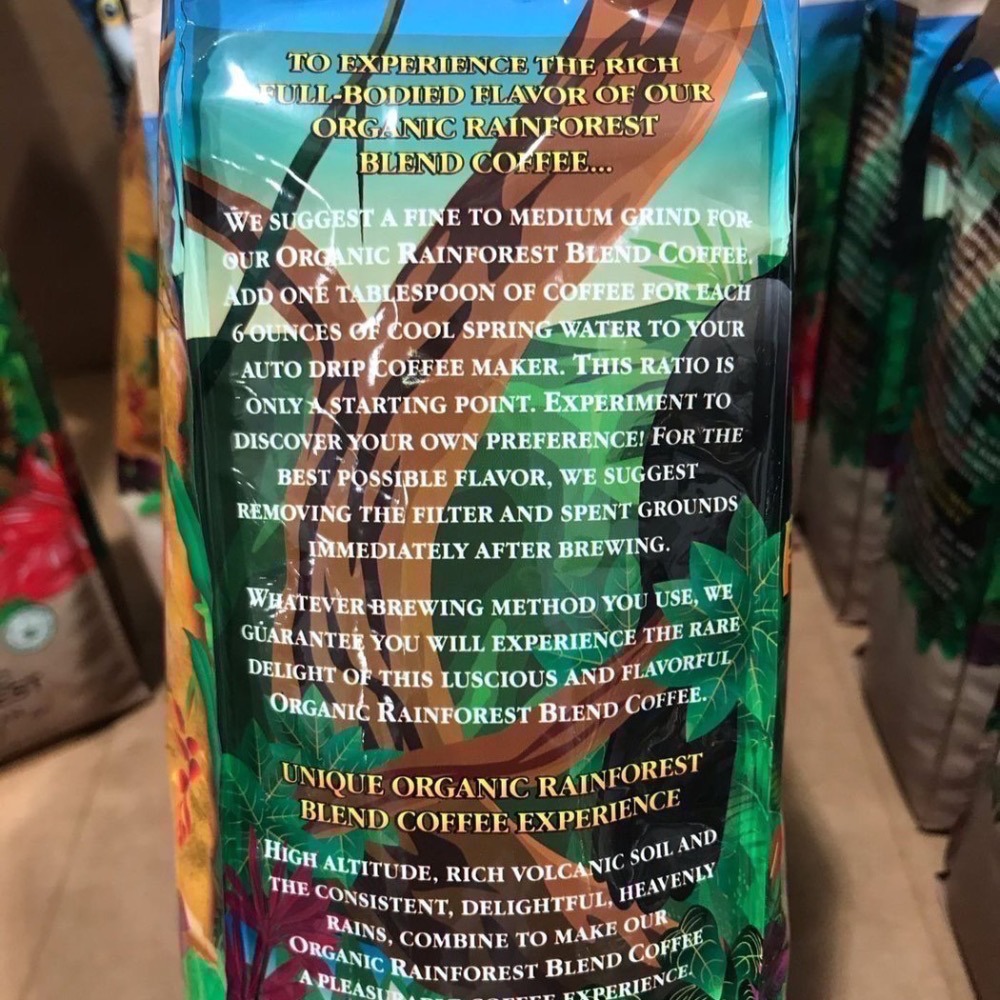 TO EXPERIENCE THE RICH
FULL-BODIED FLAVOR OF OUR
ORGANIC RAINFOREST
BLEND COFFEE...
WE SUGGEST A FINE TO MEDIUM GRIND FOR
OUR ORGANIC RAINFOREST BLEND COFFEE.
ADD ONE TABLESPOON OF COFFEE FOR EACH
6 OUNCES OF COOL SPRING WATER TO YOUR
AUTO DRIP COFFEE MAKER. THIS RATIO IS
ONLY A STARTING POINT. EXPERIMENT TO
DISCOVER YOUR OWN PREFERENCE! FOR THE
BEST POSSIBLE FLAVOR, WE SUGGEST
REMOVING THE FILTER AND SPENT GROUNDS
IMMEDIATELY AFTER BREWING.
WHATEVER BREWING METHOD YOU USE, WE
GUARANTEE YOU WILL EXPERIENCE THE RARE
DELIGHT OF THIS LUSCIOUS AND FLAVORFUL
ORGANIC RAINFOREST BLEND COFFEE.
UNIQUE ORGANIC RAINFOREST
BLEND COFFEE EXPERIENCE
HIGH ALTITUDE, RICH VOLCANIC SOIL AND
THE CONSISTENT, DELIGHTFUL, HEAVENLY
RAINS, COMBINE TO MAKE OUR
ORGANIC RAINFOREST BLEND COFFEE
A PLEASURABLE COFFEE EXPERIENCE.